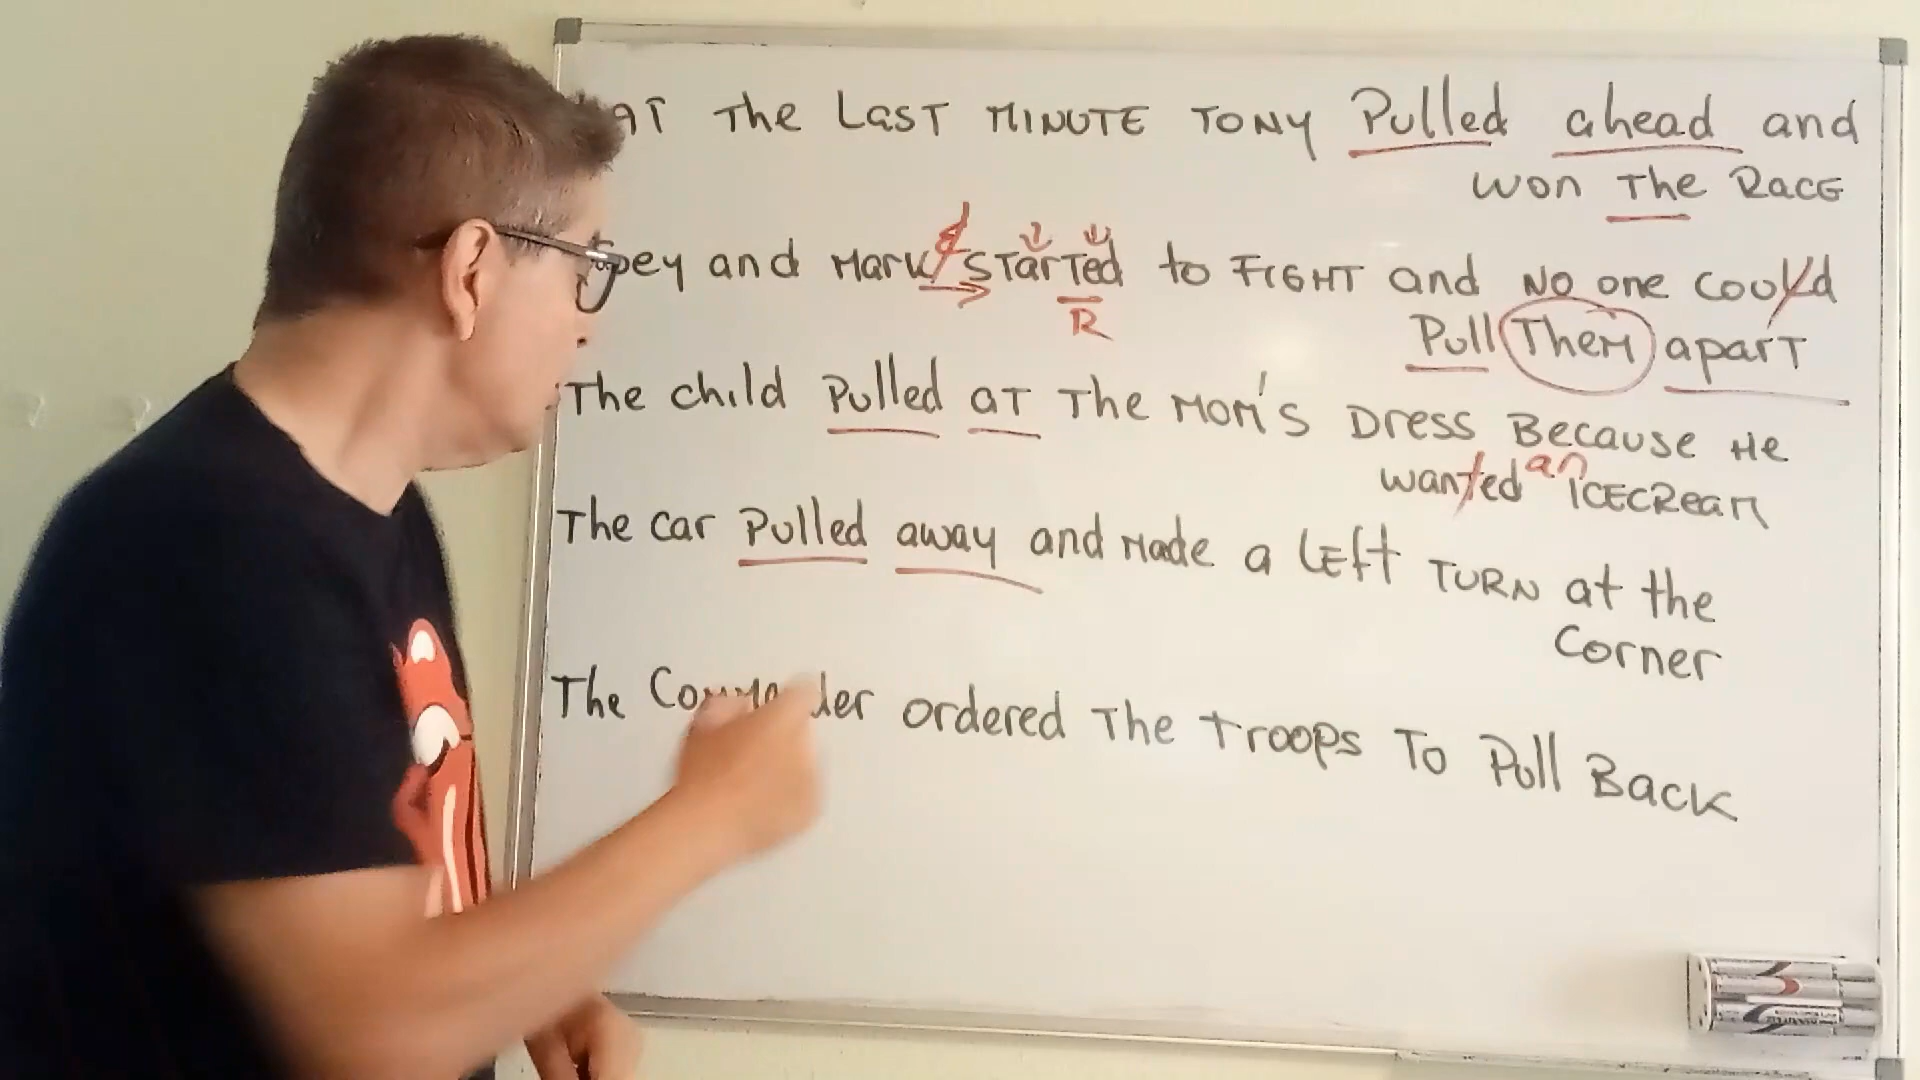 at The Last MINUTE TONY Pulled ahead and
won The Race
and Mark started to FIGHT and NO one could
Pull Them apart
R
The child Pulled at The Mom's Dress Because He
wanted an icecream
The car Pulled away and Made a Left TURN at the
Corner
The ordered The troops To Pull Back